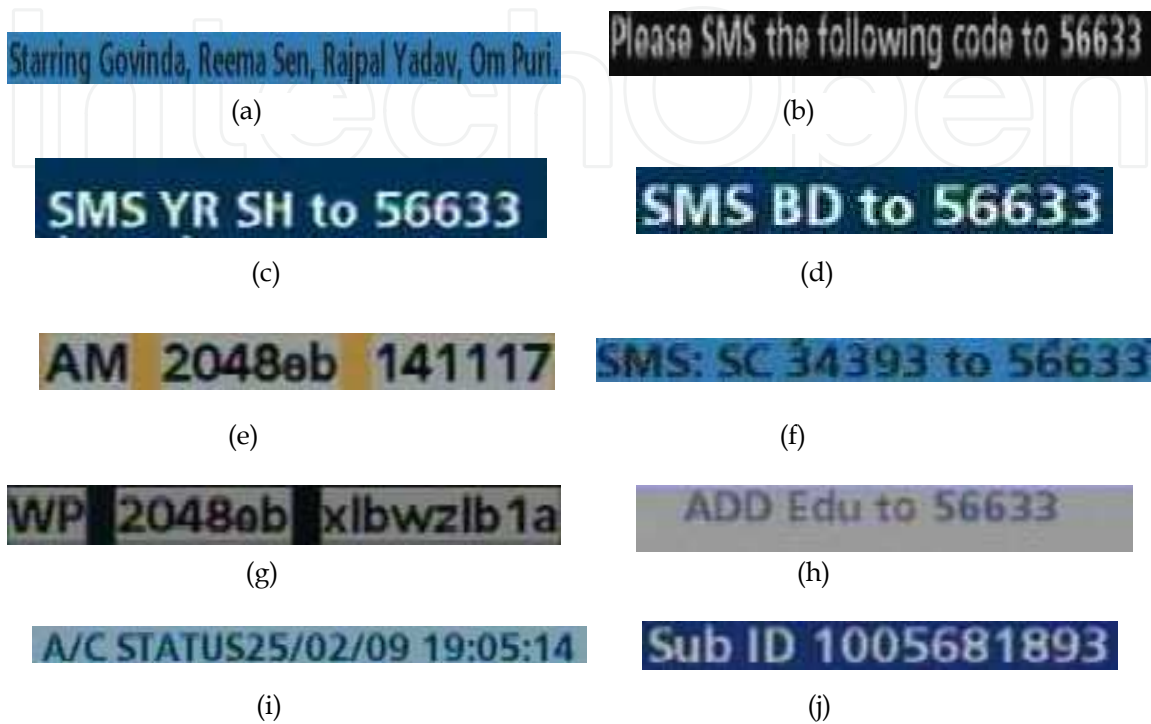 IntechOpen
Starring Govinda, Reema Sen, Rajpal Yadav, Om Puri.
Please SMS the following code to 56633
(a)
(b)
SMS YR SH to 56633
SMS BD to 56633
(c)
(d)
AM 2048eb 141117
SMS: SC 34393 to 56633
(e)
(f)
WP 2048eb xlbwzlb1a
ADD Edu to 56633
(g)
(h)
A/C STATUS25/02/09 19:05:14
Sub ID 1005681893
(i)
(j)